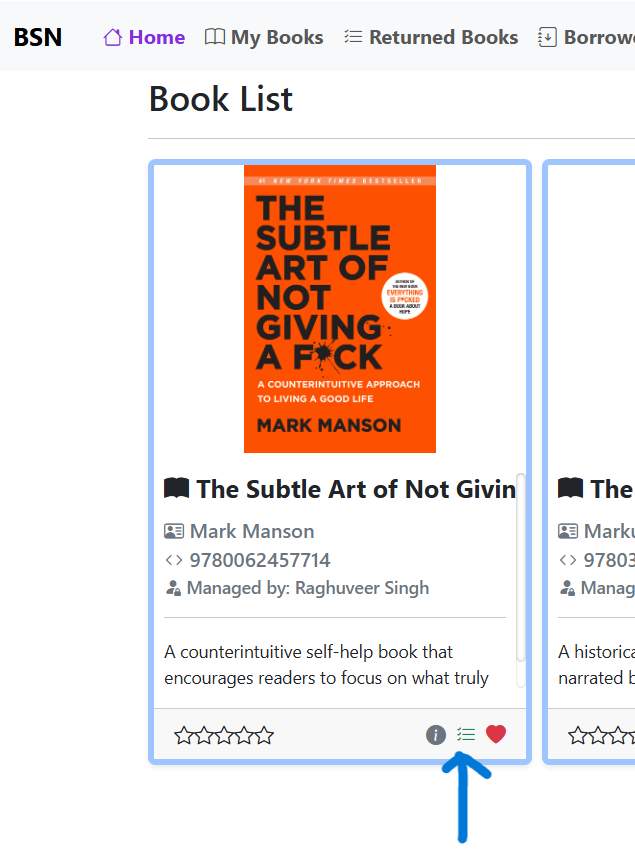 BSN Home My Books Returned Books Borrowe
Book List
#1 NEW YORK TIMES BESTSELLER
THE
SUBTLE
ART OF
NOT
GIVING
A F*CK
AUTHOR OF
THE NEW BOOK
EVERYTHING
IS F*CKED
A BOOK ABOUT
HOPE
A COUNTERINTUITIVE APPROACH
TO LIVING A GOOD LIFE
MARK MANSON
The Subtle Art of Not Givin
Mark Manson
9780062457714
Managed by: Raghuveer Singh
A counterintuitive self-help book that
encourages readers to focus on what truly
The
Marku
97803
Manag
A historica
narrated b